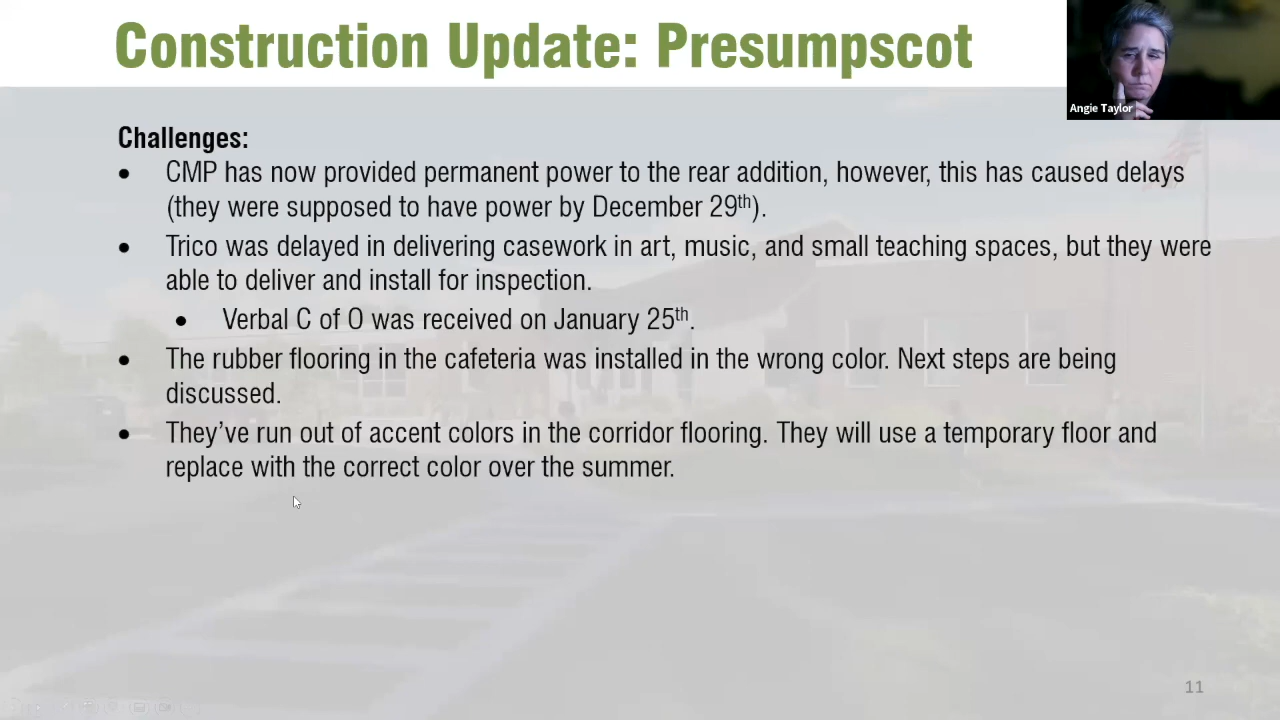 Construction Update: Presumpscot
Angie Taylor
Challenges:
• CMP has now provided permanent power to the rear addition, however, this has caused delays
(they were supposed to have power by December 29th).
• Trico was delayed in delivering casework in art, music, and small teaching spaces, but they were
able to deliver and install for inspection.
• Verbal C of O was received on January 25th.
• The rubber flooring in the cafeteria was installed in the wrong color. Next steps are being
discussed.
• They’ve run out of accent colors in the corridor flooring. They will use a temporary floor and
replace with the correct color over the summer.
11